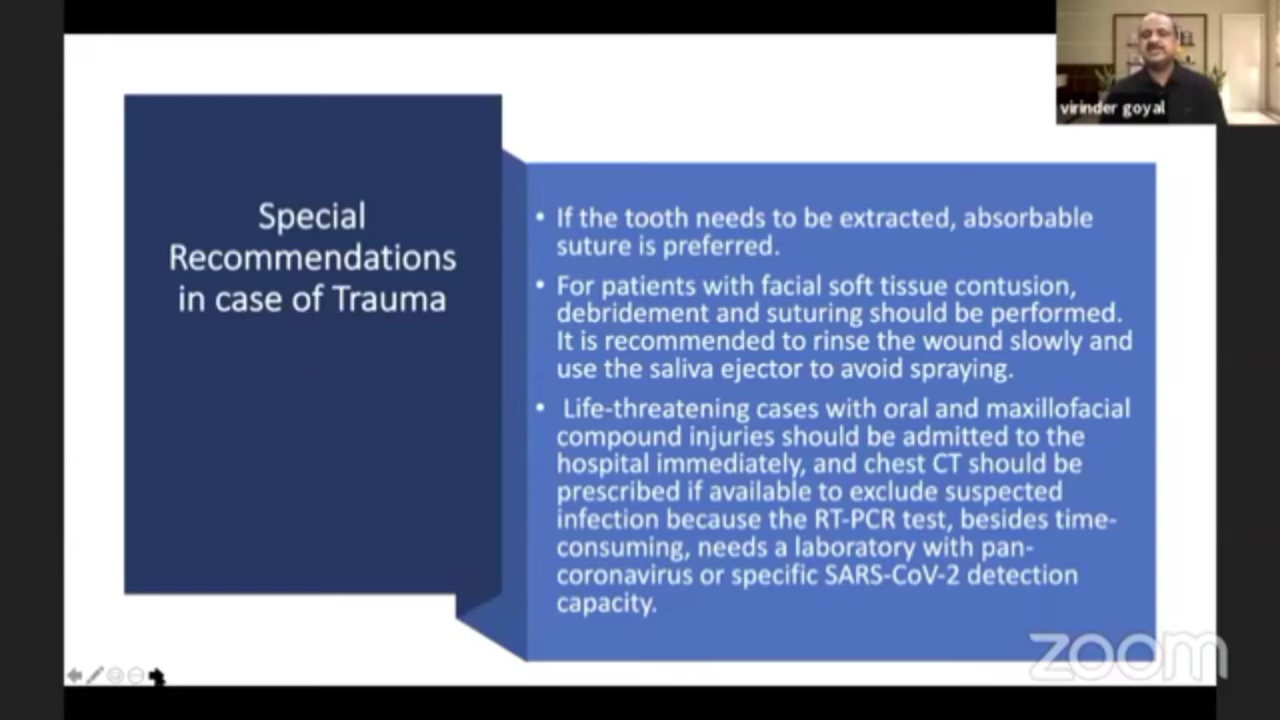 virinder goyal
Special
Recommendations
in case of Trauma
• If the tooth needs to be extracted, absorbable
suture is preferred.
• For patients with facial soft tissue contusion,
debridement and suturing should be performed.
It is recommended to rinse the wound slowly and
use the saliva ejector to avoid spraying.
• Life-threatening cases with oral and maxillofacial
compound injuries should be admitted to the
hospital immediately, and chest CT should be
prescribed if available to exclude suspected
infection because the RT-PCR test, besides time-
consuming, needs a laboratory with pan-
coronavirus or specific SARS-CoV-2 detection
capacity.
zoom